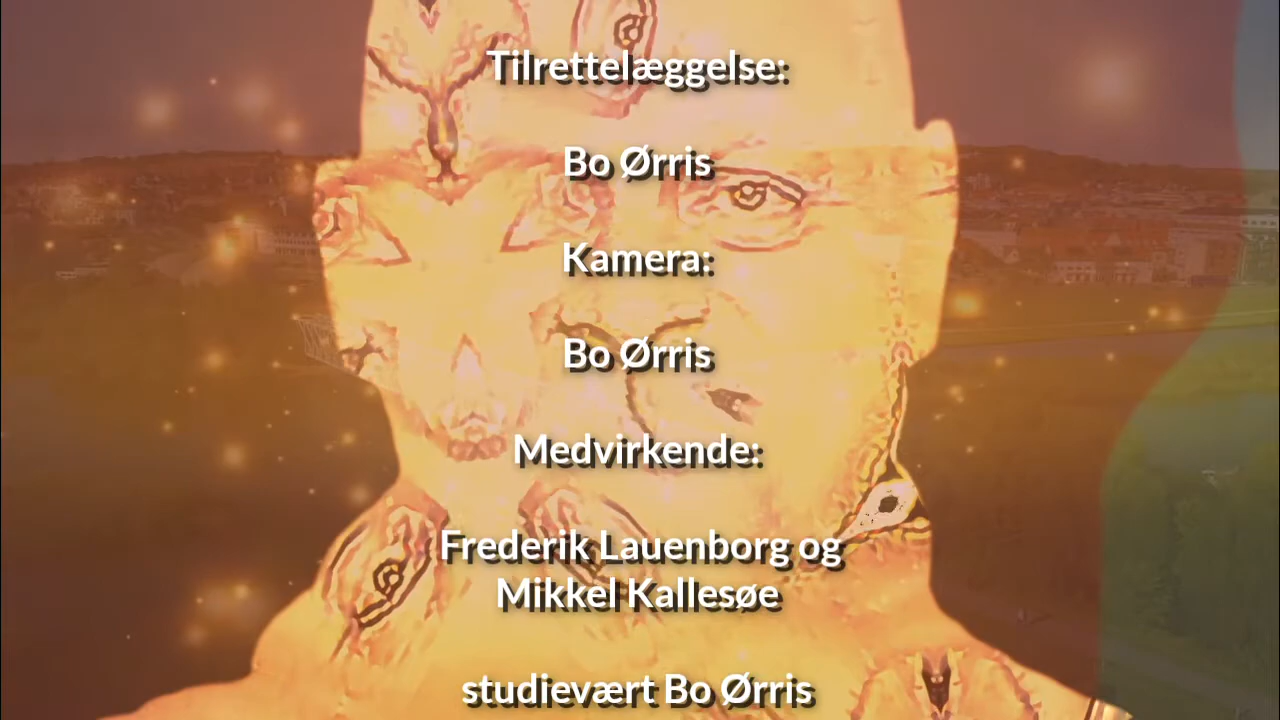 Tilrettelæggelse:
Bo Ørris
Kamera:
Bo Ørris
Medvirkende:
Frederik Lauenborg og
Mikkel Kallesøe
studievært Bo Ørris